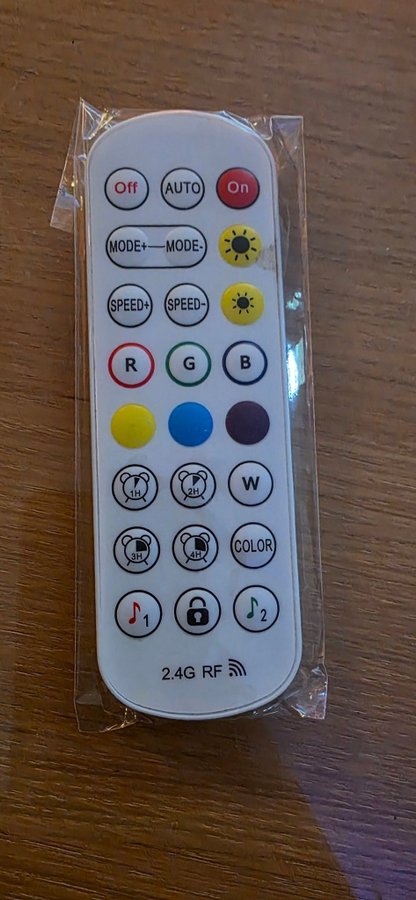 Off AUTO On
MODE+ MODE-
SPEED+ SPEED-
R G B
1H 2H W
3H 4H COLOR
1 2
2.4G RF